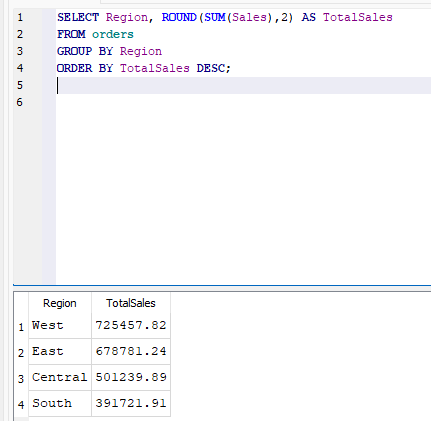 1 SELECT Region, ROUND(SUM(Sales),2) AS TotalSales
2 FROM orders
3 GROUP BY Region
4 ORDER BY TotalSales DESC;
5
6
Region TotalSales
1 West 725457.82
2 East 678781.24
3 Central 501239.89
4 South 391721.91